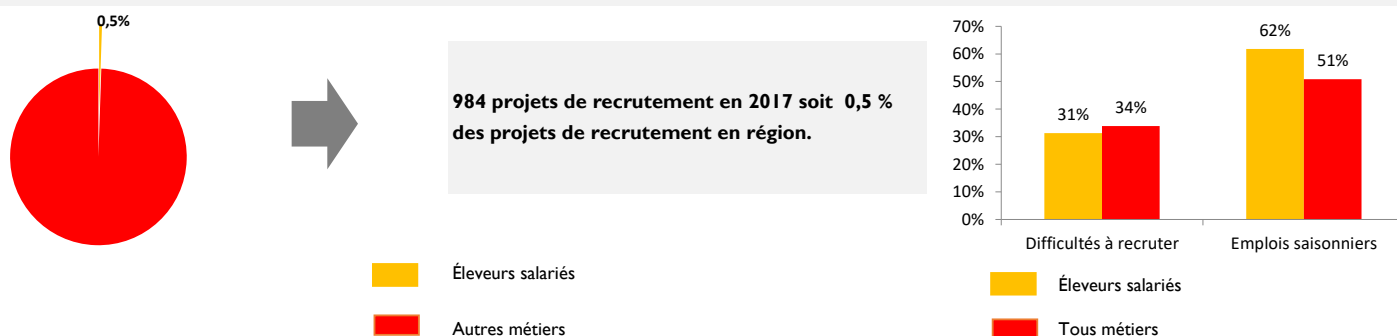 0,5%
984 projets de recrutement en 2017 soit 0,5 %
des projets de recrutement en région.
Éleveurs salariés
Autres métiers
70%
60%
50%
40%
30%
20%
10%
0%
31%
34%
62%
51%
Difficultés à recruter
Emplois saisonniers
Éleveurs salariés
Tous métiers